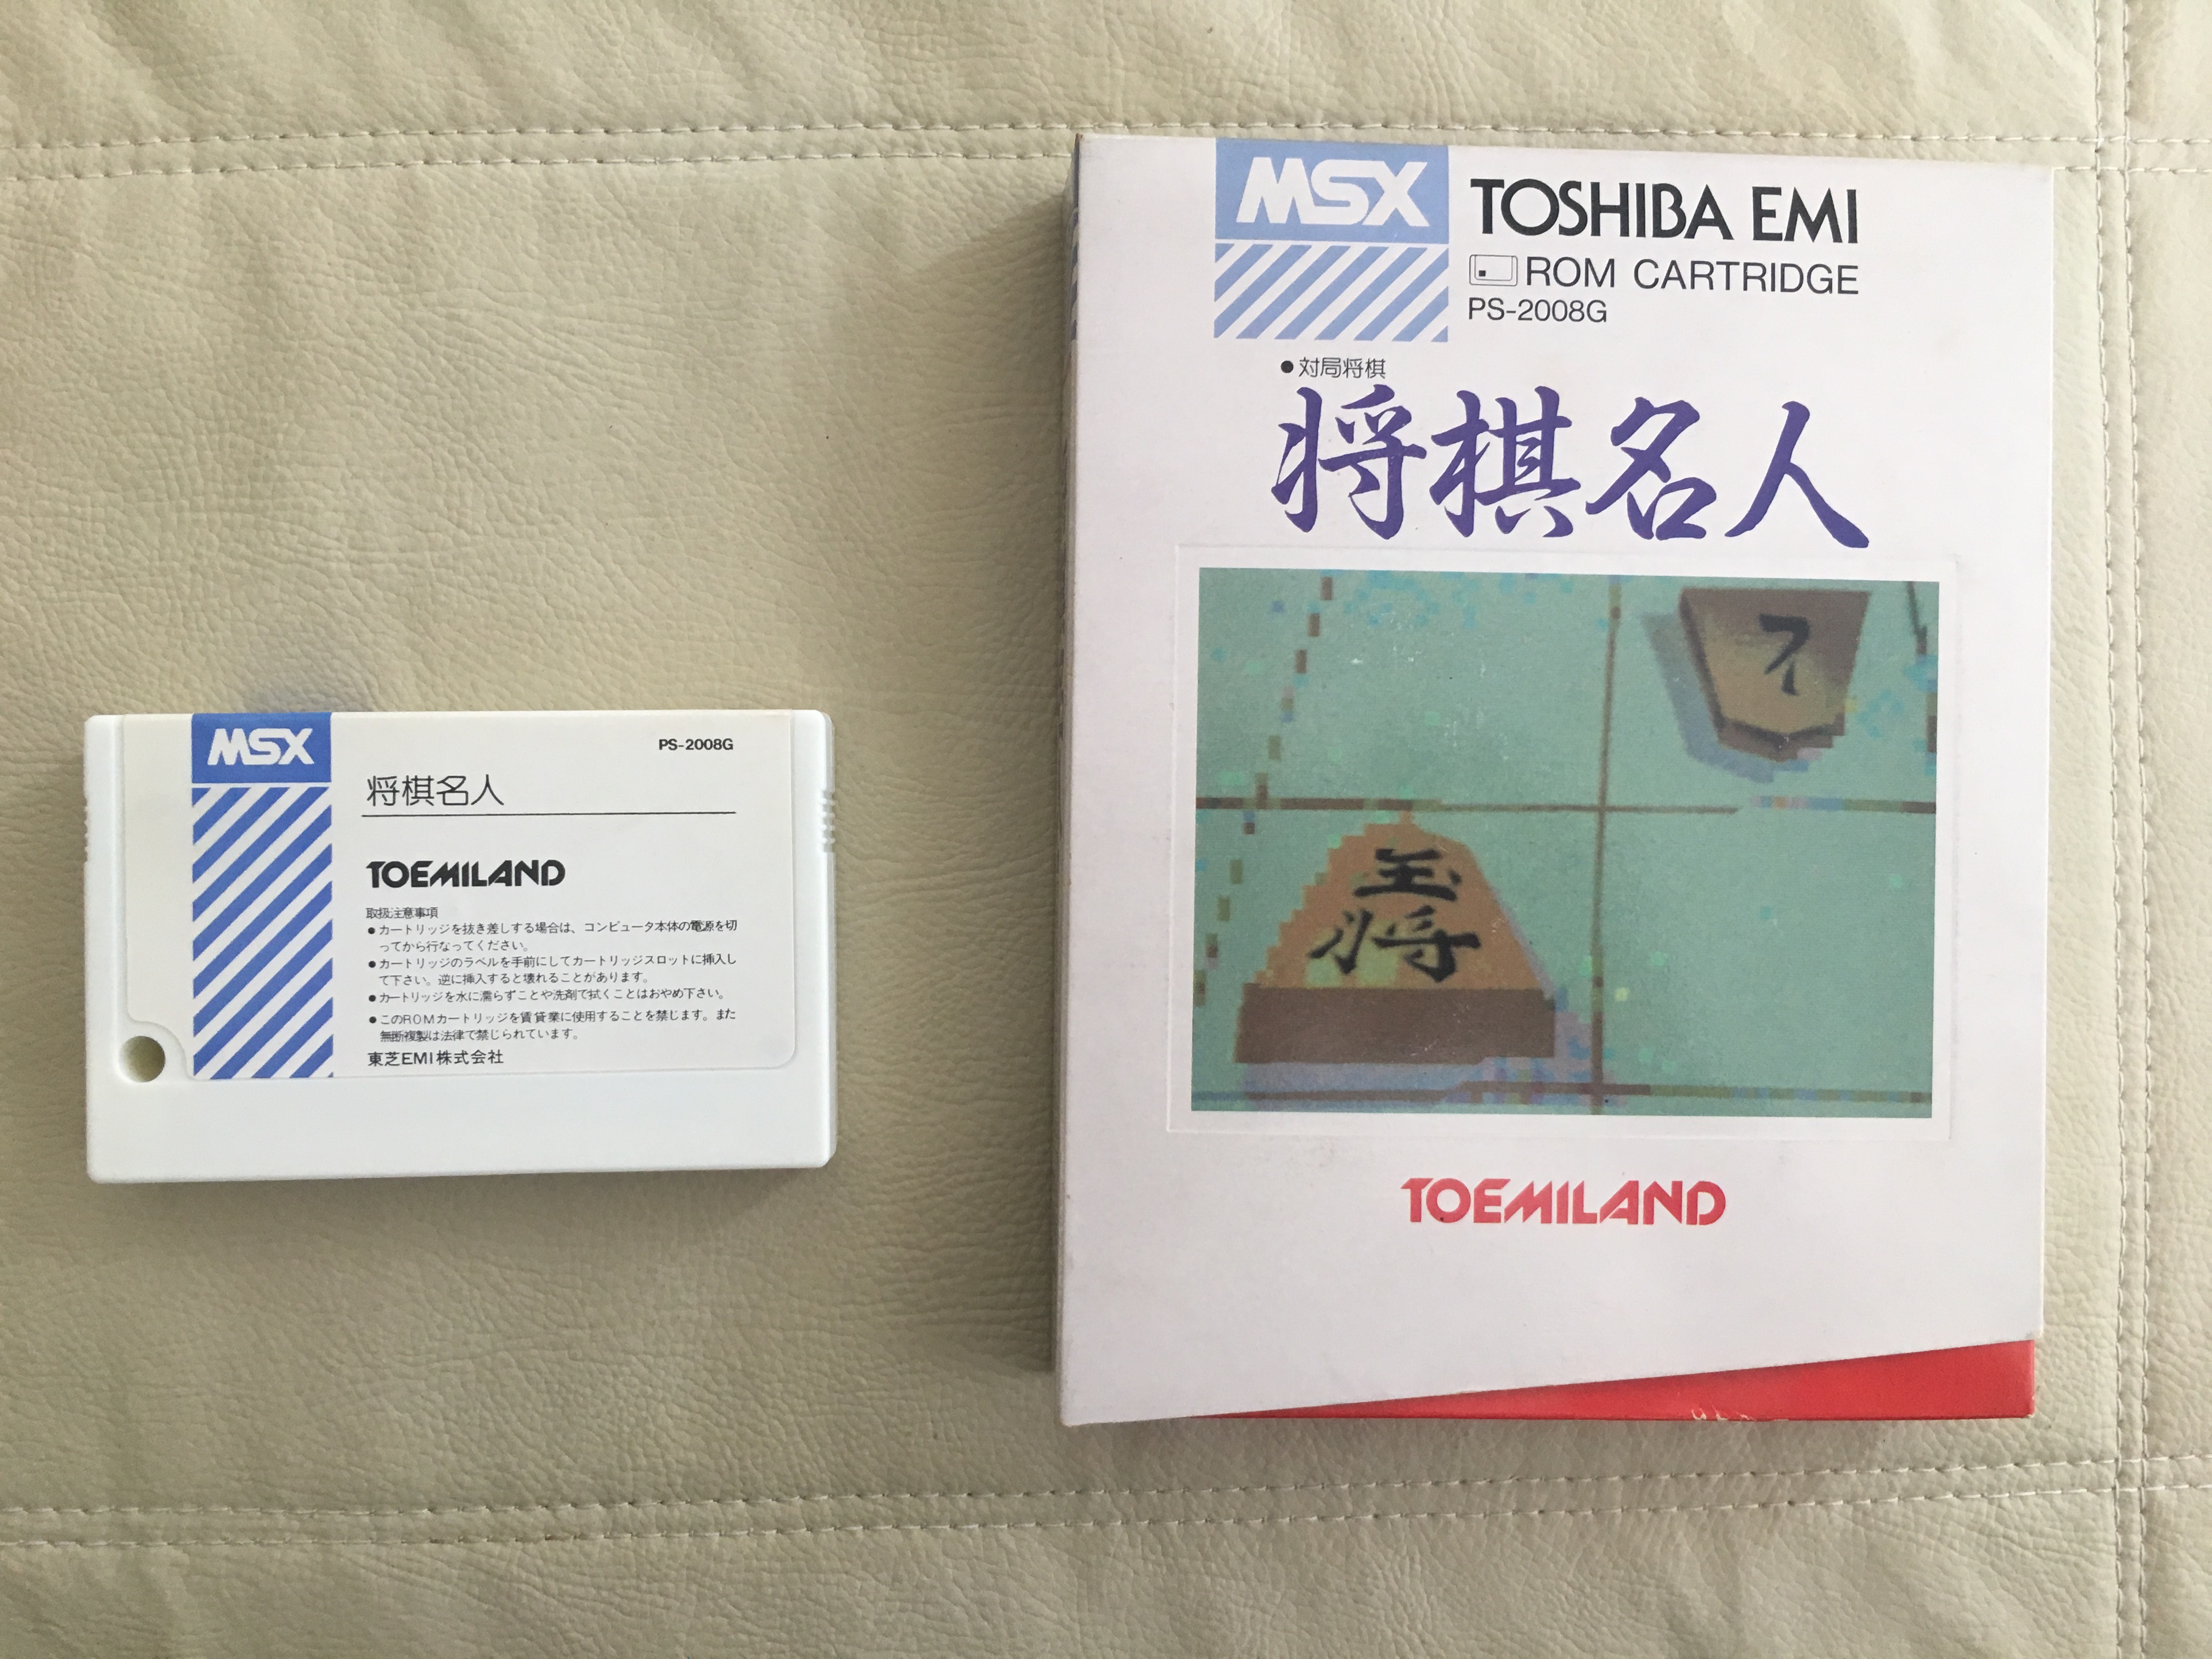 MSX
PS-2008G
将棋名人
TOEMILAND
取扱注意事項
●カートリッジを抜き差しする場合は、コンピュータ本体の電源を切
ってから行なってください。
●カートリッジのラベルを手前にしてカートリッジスロットに挿入し
て下さい。逆に挿入すると壊れることがあります。
●カートリッジを水に濡らすことや洗剤で拭くことはおやめ下さい。
●このROMカートリッジを賃貸業に使用することを禁じます。また
無断複製は法律で禁じられています。
東芝EMI株式会社
MSX
TOSHIBA EMI
ROM CARTRIDGE
PS-2008G
●対局将棋
将棋名人
玉
将
TOEMILAND